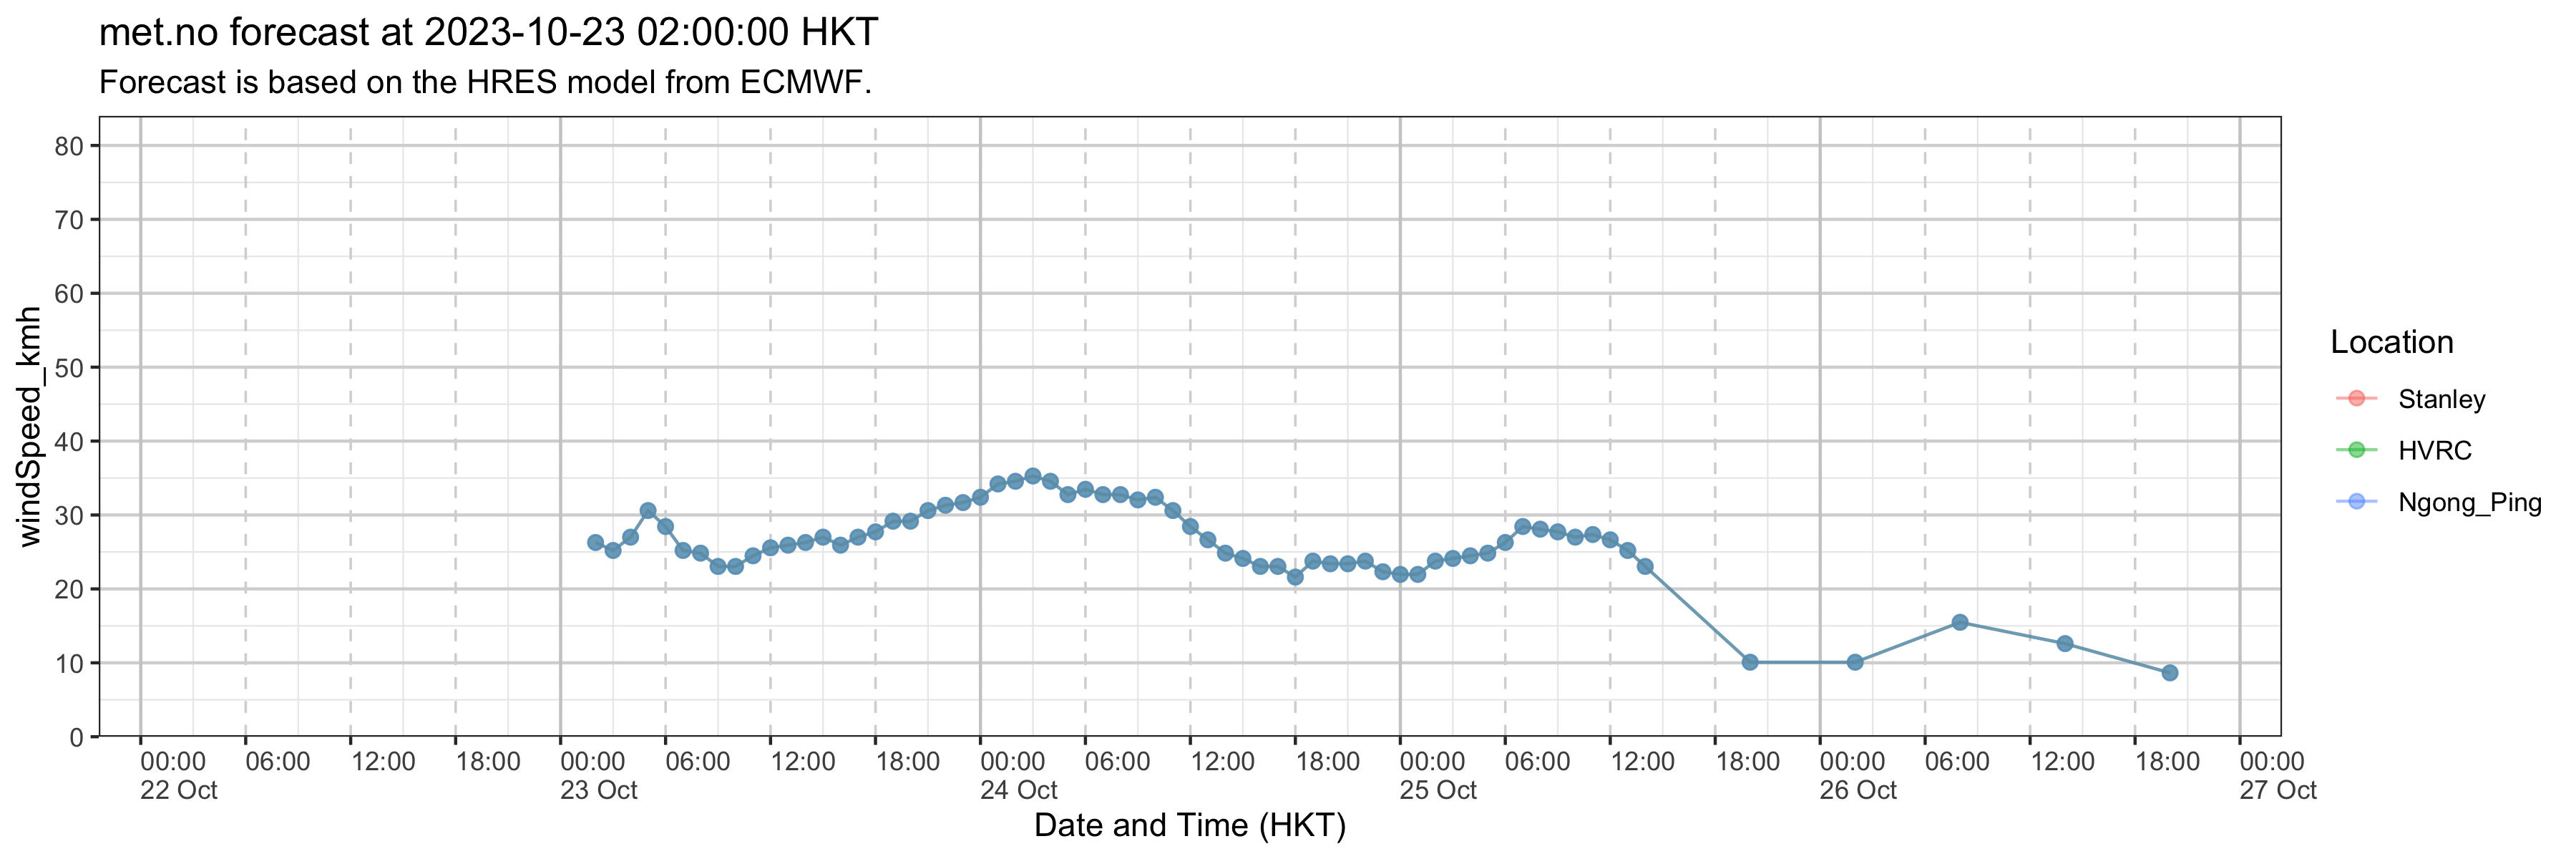 met.no forecast at 2023-10-23 02:00:00 HKT
Forecast is based on the HRES model from ECMWF.
windSpeed_kmh
80
70
60
50
40
30
20
10
0
00:00 06:00 12:00 18:00 00:00 06:00 12:00 18:00 00:00 06:00 12:00 18:00 00:00 06:00 12:00 18:00 00:00 06:00 12:00 18:00 00:00
22 Oct 23 Oct 24 Oct 25 Oct 26 Oct 27 Oct
Date and Time (HKT)
Location
Stanley
HVRC
Ngong_Ping